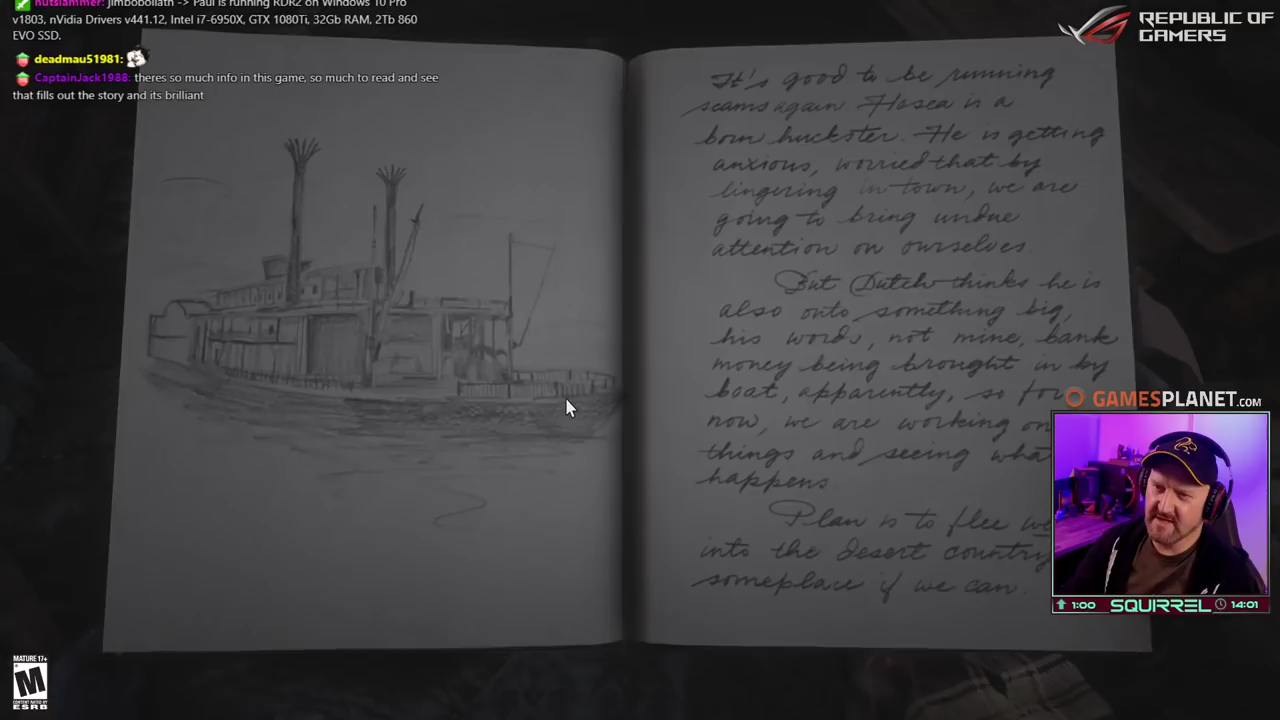 nutslammer: jimboboliath -> Paul is running RDR2 on Windows 10 Pro
v1803, nVidia Drivers v441.12, Intel i7-6950X, GTX 1080Ti, 32Gb RAM, 2Tb 860
EVO SSD.
deadmau51981:
CaptainJack1988: theres so much info in this game, so much to read and see
that fills out the story and its brilliant
REPUBLIC OF
GAMERS
It's good to be running
scams again Hosea is a
born huckster. He is getting
anxious, worried that by
lingering in town, we are
going to bring undue
attention on ourselves.
But Dutch thinks he is
also onto something big,
his words, not mine, bank
money being brought in by
boat, apparently, so for
now, we are working on
things and seeing what
happens.
Plan is to flee
into the desert country
someplace if we can.
GAMESPLANET.COM
1:00 SQUIRREL 14:01
MATURE 17+
M
ESRB